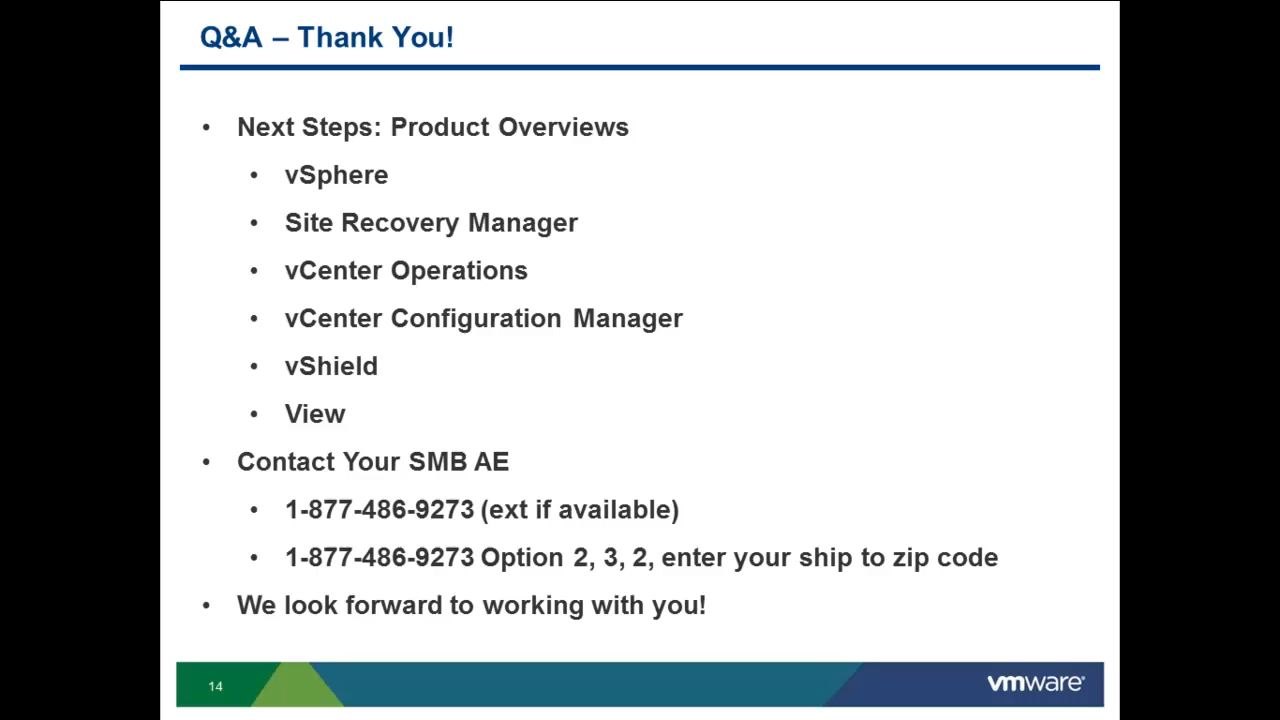 Q&A – Thank You!
• Next Steps: Product Overviews
• vSphere
• Site Recovery Manager
• vCenter Operations
• vCenter Configuration Manager
• vShield
• View
• Contact Your SMB AE
• 1-877-486-9273 (ext if available)
• 1-877-486-9273 Option 2, 3, 2, enter your ship to zip code
• We look forward to working with you!
14
vmware®